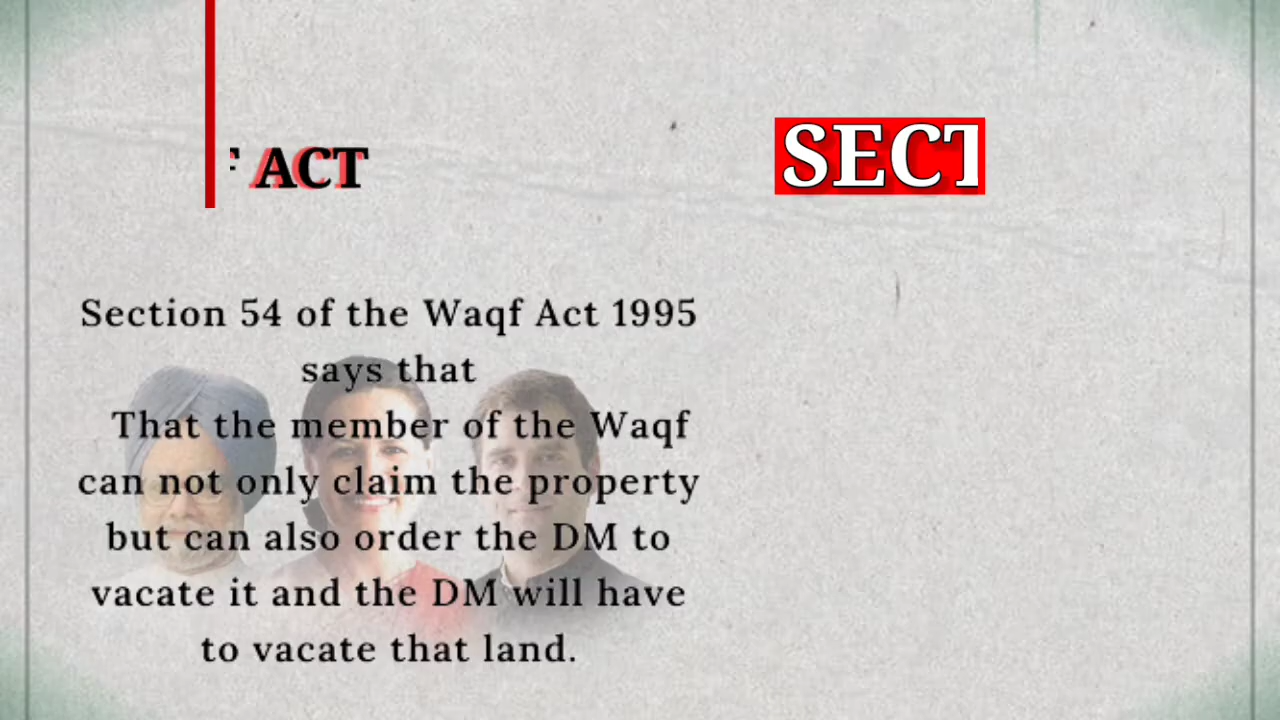 ACT
SECT
Section 54 of the Waqf Act 1995
says that
That the member of the Waqf
can not only claim the property
but can also order the DM to
vacate it and the DM will have
to vacate that land.